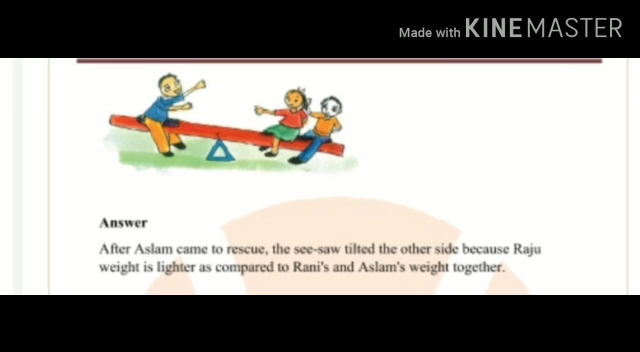 Made with KINEMASTER
Answer
After Aslam came to rescue, the see-saw tilted the other side because Raju
weight is lighter as compared to Rani's and Aslam's weight together.